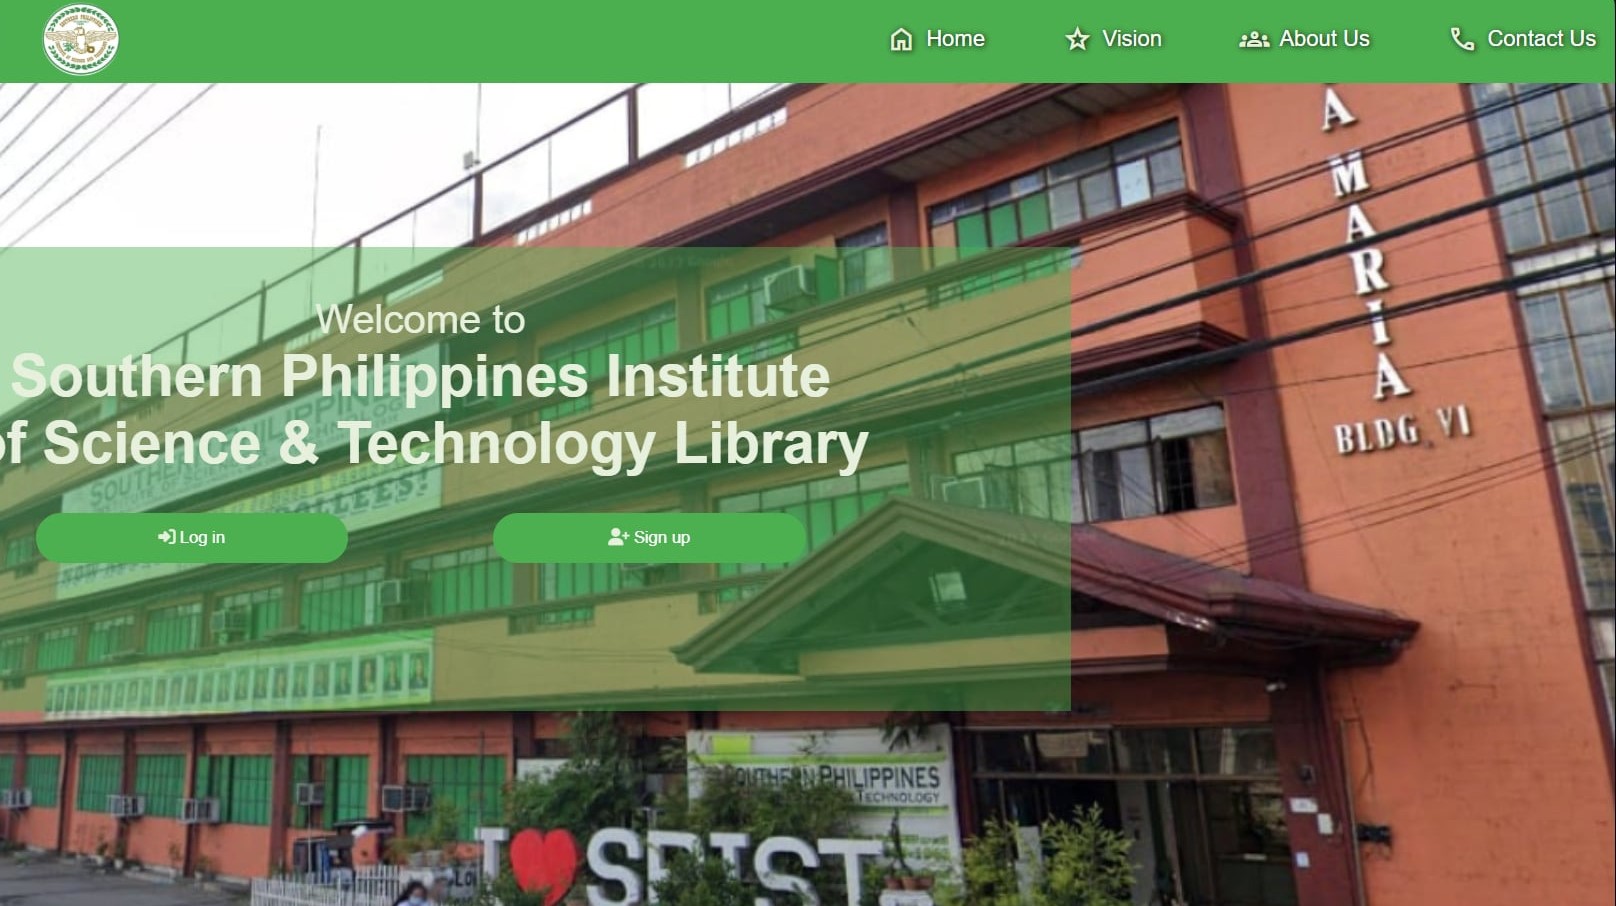 Home
Vision
About Us
Contact Us
A
MARIA
BLDG. VI
Welcome to
Southern Philippines Institute
of Science & Technology Library
Log in
Sign up
SOUTHERN PHILIPPINES
TECHNOLOGY
I ♥ SPIST